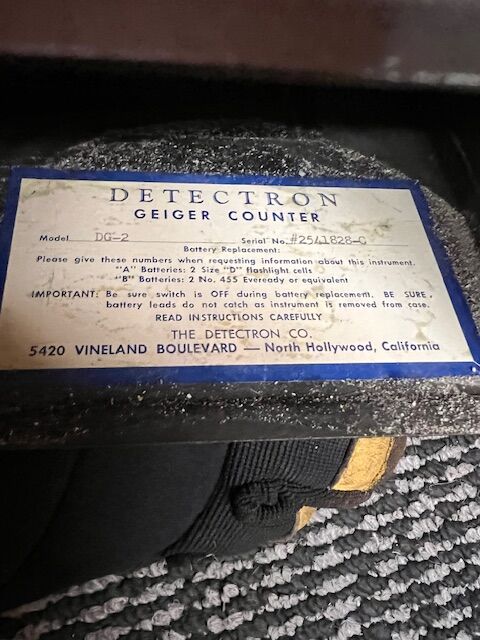 DETECTRON
GEIGER COUNTER
Model DG-2 Serial No. #2541828-G
Battery Replacement:
Please give these numbers when requesting information about this instrument.
"A" Batteries: 2 Size "D" flashlight cells
"B" Batteries: 2 No. 455 Eveready or equivalent
IMPORTANT: Be sure switch is OFF during battery replacement. BE SURE,
battery leads do not catch as instrument is removed from case.
READ INSTRUCTIONS CAREFULLY
THE DETECTRON CO.
5420 VINELAND BOULEVARD — North Hollywood, California